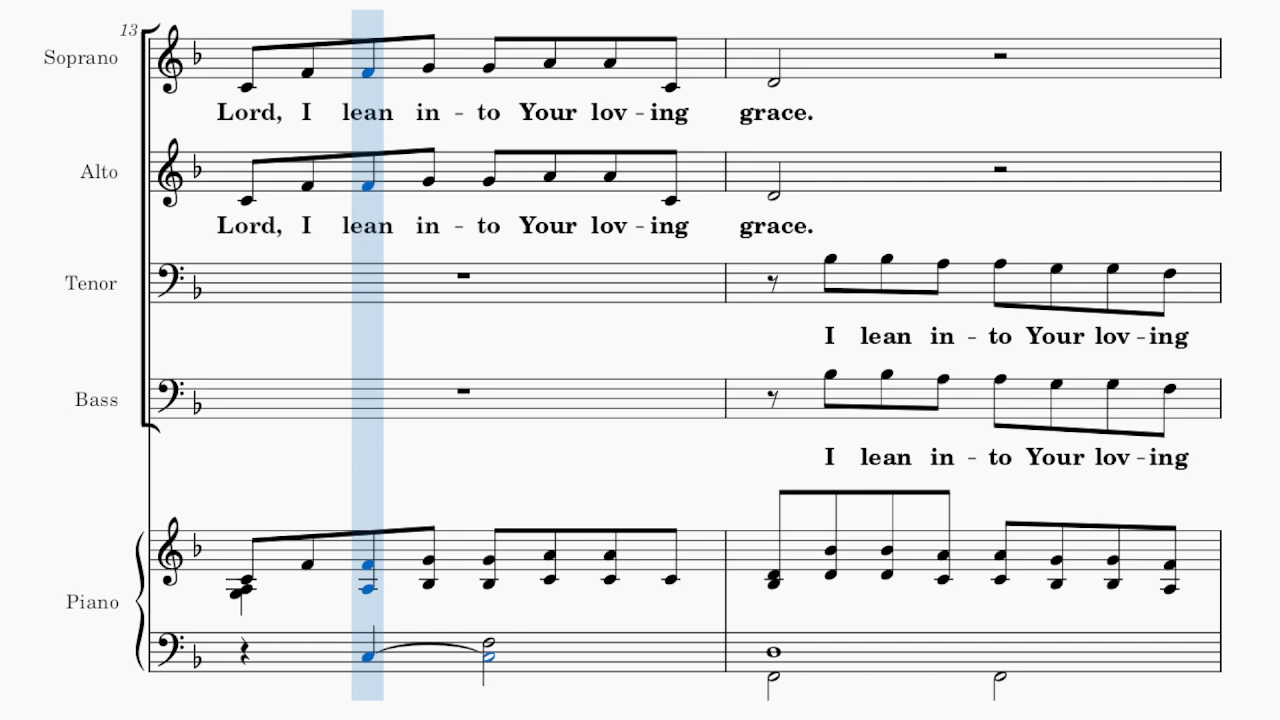 13
Soprano
Lord, I lean in - to Your lov - ing grace.
Alto
Lord, I lean in - to Your lov - ing grace.
Tenor
I lean in - to Your lov - ing
Bass
I lean in - to Your lov - ing
Piano